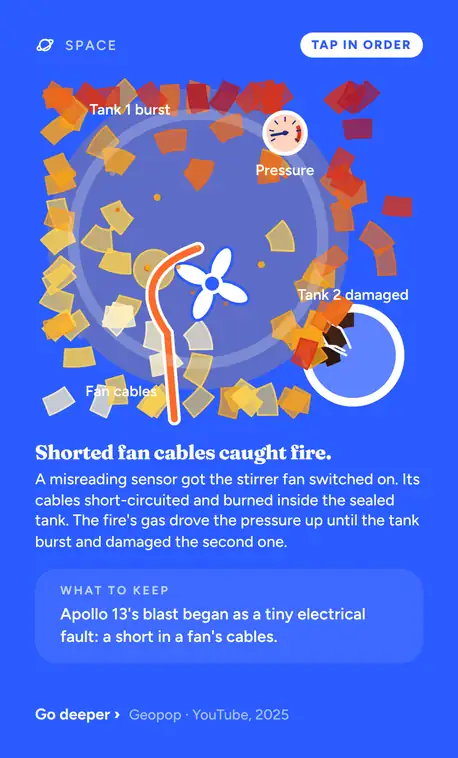 SPACE
TAP IN ORDER
Tank 1 burst
Pressure
Tank 2 damaged
Fan cables
Shorted fan cables caught fire.
A misreading sensor got the stirrer fan switched on. Its
cables short-circuited and burned inside the sealed
tank. The fire's gas drove the pressure up until the tank
burst and damaged the second one.
WHAT TO KEEP
Apollo 13's blast began as a tiny electrical
fault: a short in a fan's cables.
Go deeper › Geopop · YouTube, 2025